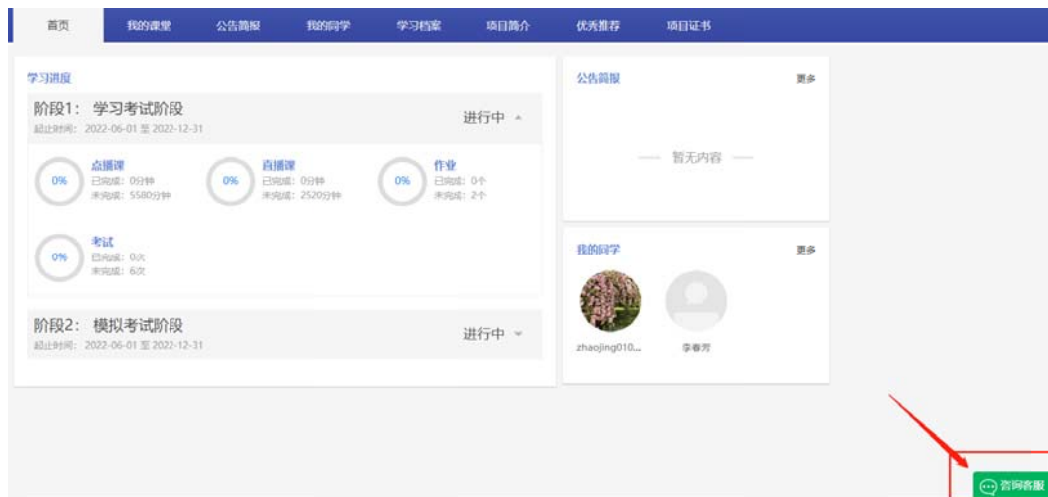 首页 我的课堂 公告简报 我的同学 学习档案 项目简介 优秀推荐 项目证书
学习进度
阶段1： 学习考试阶段
进行中
起止时间： 2022-06-01 至 2022-12-31
0%
点播课
已完成：0分钟
未完成：5580分钟
0%
直播课
已完成：0分钟
未完成：2520分钟
0%
作业
已完成：0个
未完成：2个
0%
考试
已完成：0次
未完成：6次
阶段2： 模拟考试阶段
进行中
起止时间： 2022-06-01 至 2022-12-31
公告简报 更多
暂无内容
我的同学 更多
zhaojing010...
李春芳
咨询客服